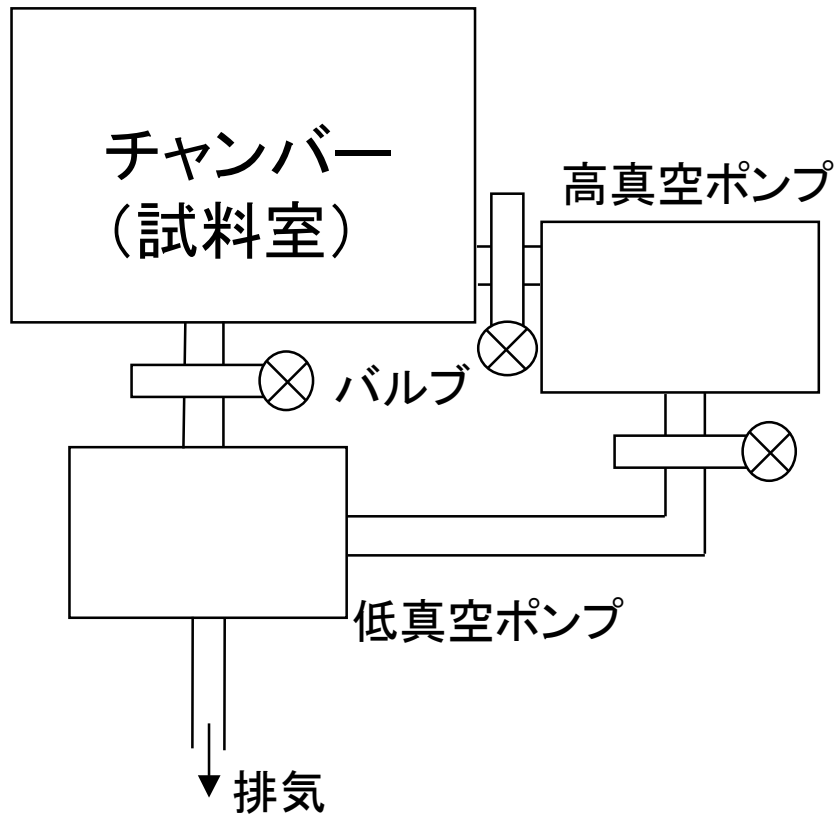 チャンバー
（試料室）
高真空ポンプ
バルブ
低真空ポンプ
排気